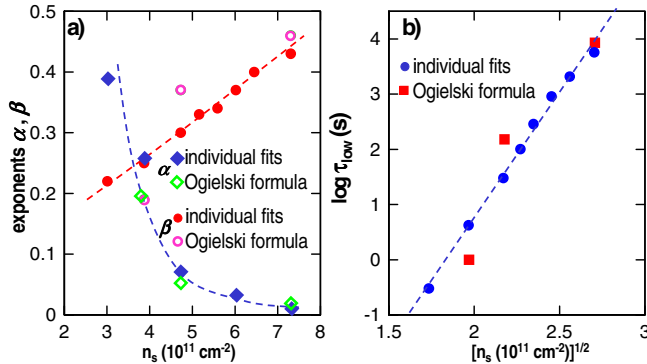 a)
0.5
0.4
0.3
0.2
0.1
0
exponents α, β
individual fits
α
Ogielski formula
individual fits
β
Ogielski formula
2 3 4 5 6 7 8
n_s (10^11 cm^-2)
b)
5
4
3
2
1
0
-1
log τ_low (s)
individual fits
Ogielski formula
1.5 2 2.5 3
[n_s (10^11 cm^-2)]^1/2